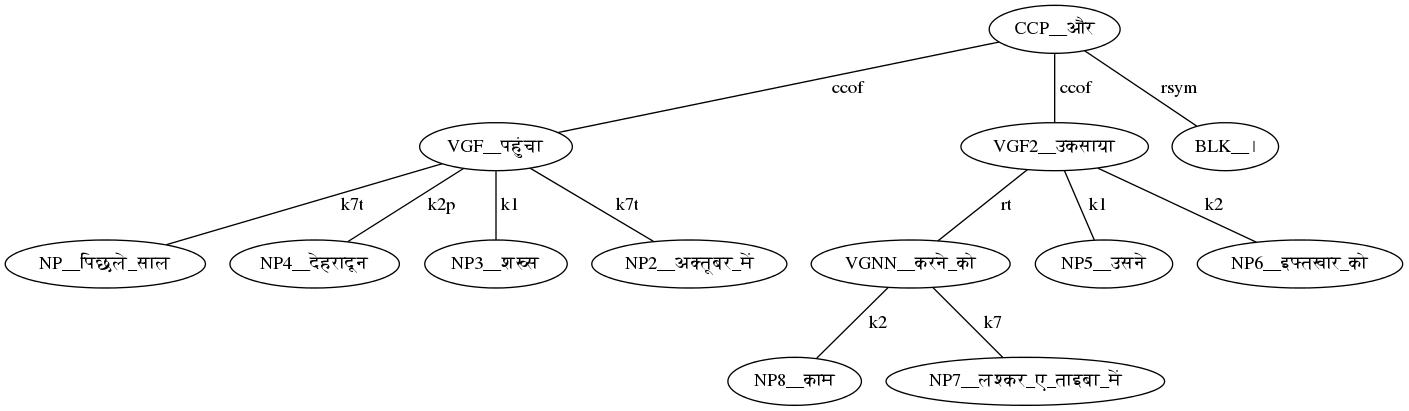 CCP__और
ccof ccof rsym
VGF__पहुंचा VGF2__उकसाया BLK__।
k7t k2p k1 k7t rt k1 k2
NP__पिछले_साल NP4__देहरादून NP3__शख्स NP2__अक्तूबर_में VGNN__करने_को NP5__उसने NP6__इफ्तखार_को
k2 k7
NP8__काम NP7__लश्कर_ए_ताइबा_में